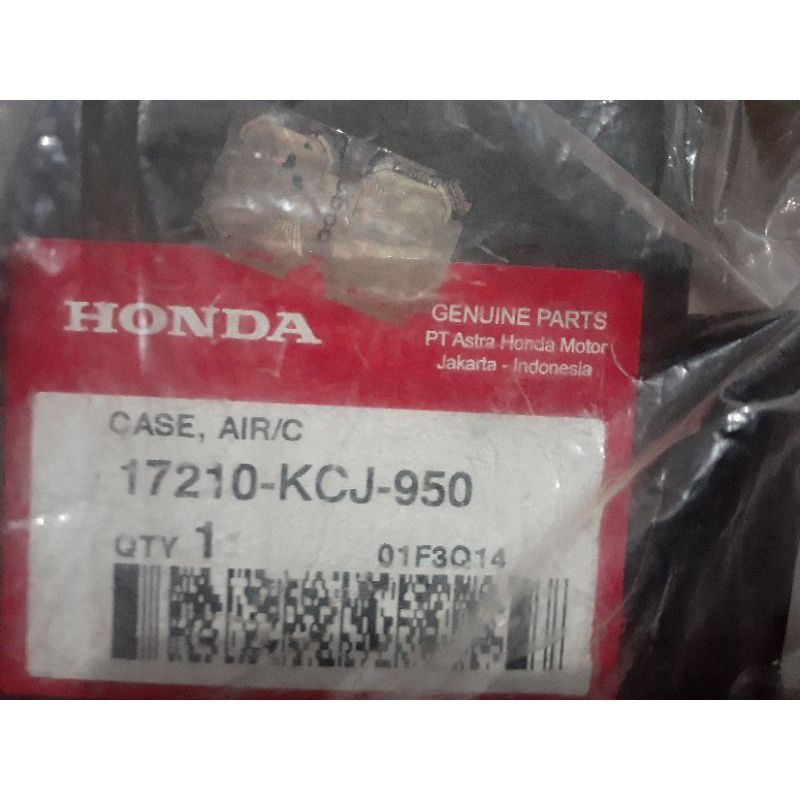 HONDA
GENUINE PARTS
PT Astra Honda Motor
Jakarta - Indonesia
CASE, AIR/C
17210-KCJ-950
QTY 1
01F3Q14